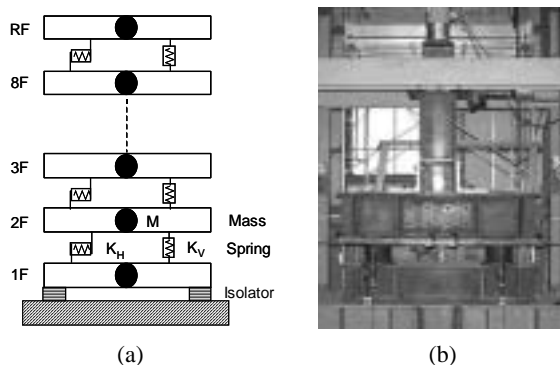 RF
8F
3F
2F M Mass
K_H K_V Spring
1F
Isolator
(a) (b)